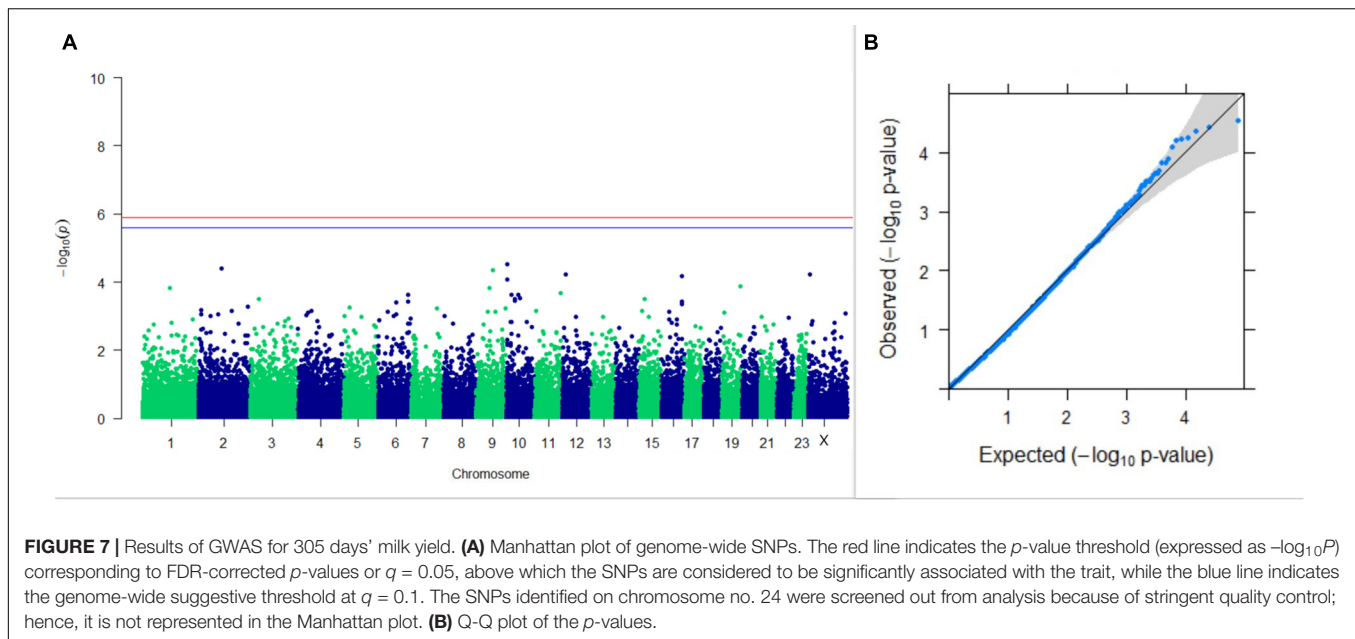 A
B
10
8
6
4
2
0
−log10(p)
1 2 3 4 5 6 7 8 9 10 11 12 13 15 17 19 21 23 X
Chromosome
4
3
2
1
Observed (−log10 p-value)
1 2 3 4
Expected (−log10 p-value)
FIGURE 7 | Results of GWAS for 305 days' milk yield. (A) Manhattan plot of genome-wide SNPs. The red line indicates the p-value threshold (expressed as –log10P)
corresponding to FDR-corrected p-values or q = 0.05, above which the SNPs are considered to be significantly associated with the trait, while the blue line indicates
the genome-wide suggestive threshold at q = 0.1. The SNPs identified on chromosome no. 24 were screened out from analysis because of stringent quality control;
hence, it is not represented in the Manhattan plot. (B) Q-Q plot of the p-values.